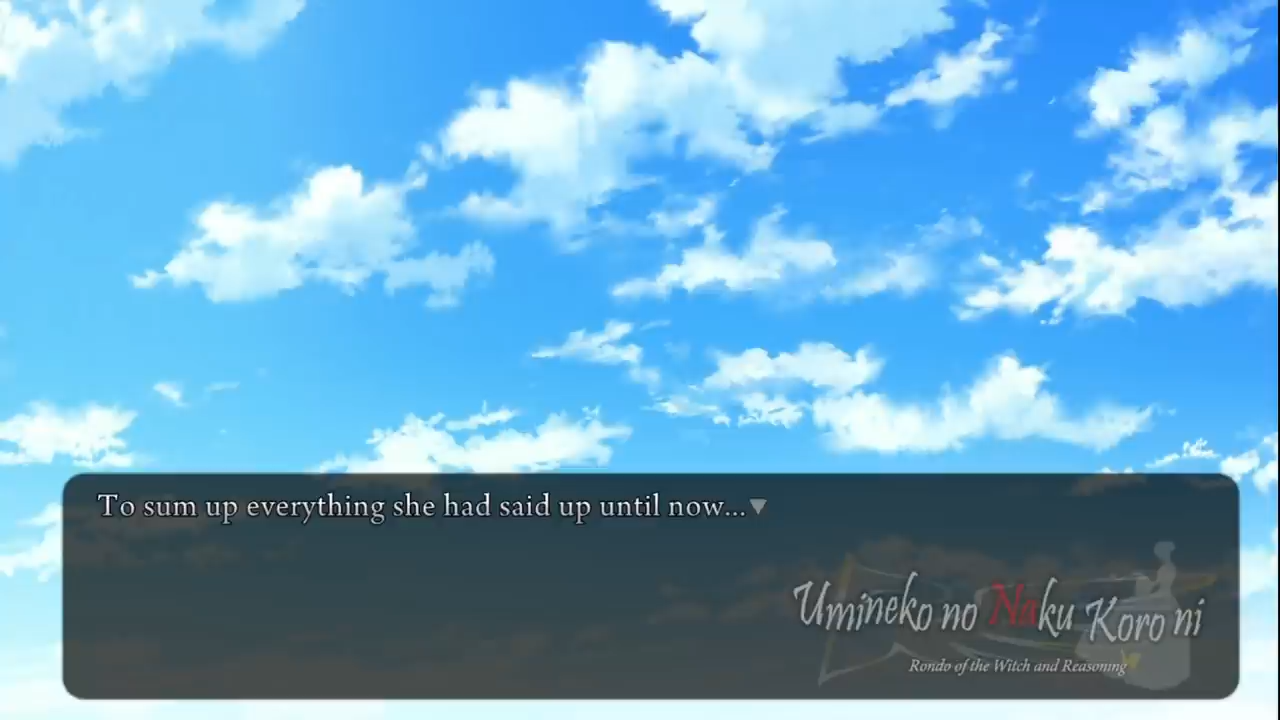 To sum up everything she had said up until now...
Umineko no Naku Koro ni
Rondo of the Witch and Reasoning